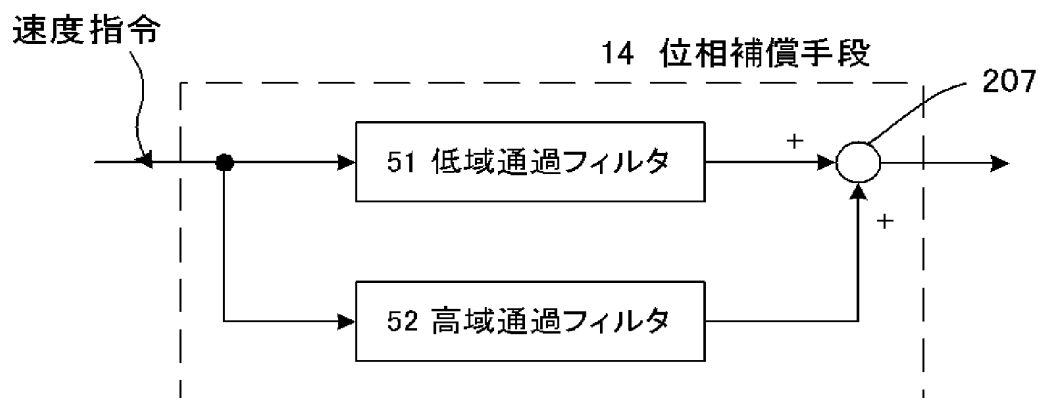 速度指令
14 位相補償手段
207
51 低域通過フィルタ
+
+
52 高域通過フィルタ